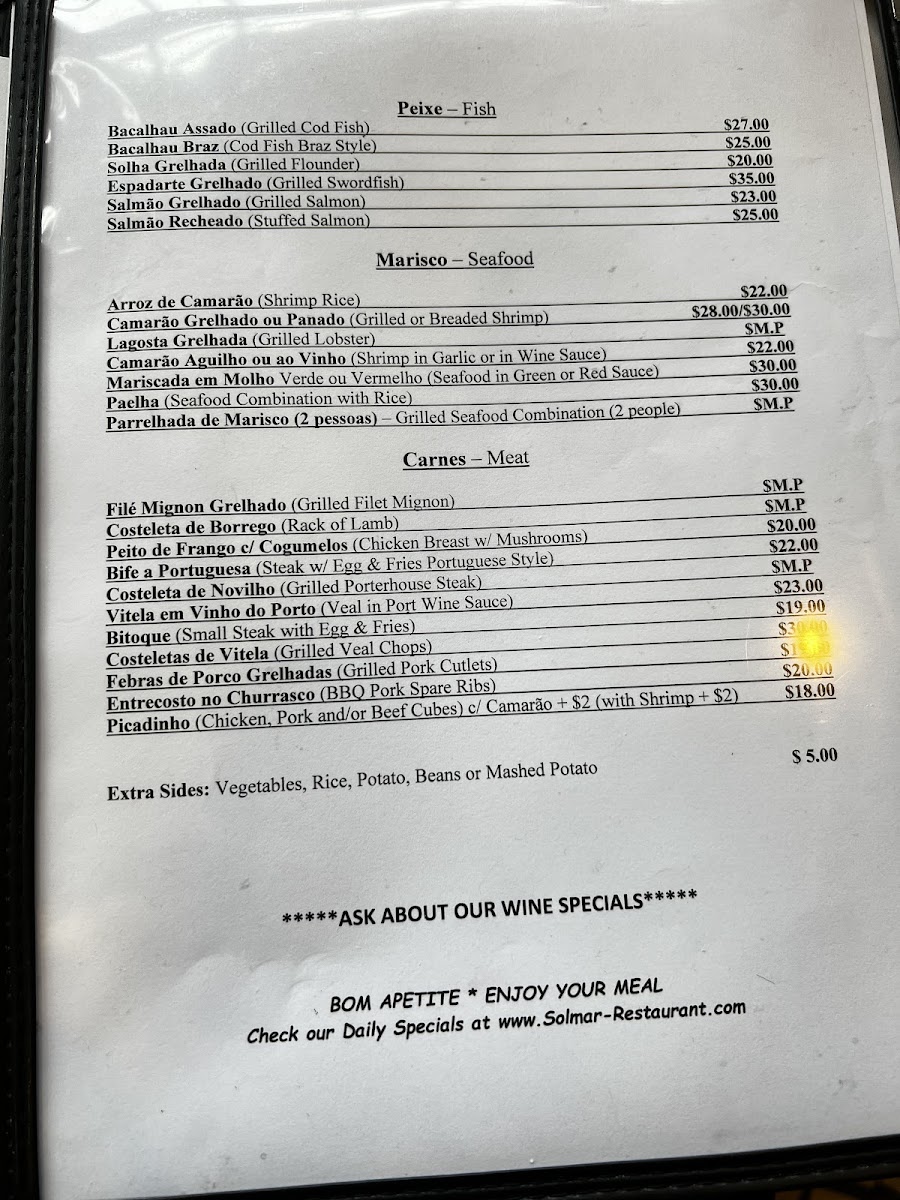 Peixe – Fish
Bacalhau Assado (Grilled Cod Fish) $27.00
Bacalhau Braz (Cod Fish Braz Style) $25.00
Solha Grelhada (Grilled Flounder) $20.00
Espadarte Grelhado (Grilled Swordfish) $35.00
Salmão Grelhado (Grilled Salmon) $23.00
Salmão Recheado (Stuffed Salmon) $25.00
Marisco – Seafood
Arroz de Camarão (Shrimp Rice) $22.00
Camarão Grelhado ou Panado (Grilled or Breaded Shrimp) $28.00/$30.00
Lagosta Grelhada (Grilled Lobster) $M.P
Camarão Aguilho ou ao Vinho (Shrimp in Garlic or in Wine Sauce) $22.00
Mariscada em Molho Verde ou Vermelho (Seafood in Green or Red Sauce) $30.00
Paelha (Seafood Combination with Rice) $30.00
Parrelhada de Marisco (2 pessoas) – Grilled Seafood Combination (2 people) $M.P
Carnes – Meat
Filé Mignon Grelhado (Grilled Filet Mignon) $M.P
Costeleta de Borrego (Rack of Lamb) $M.P
Peito de Frango c/ Cogumelos (Chicken Breast w/ Mushrooms) $20.00
Bife a Portuguesa (Steak w/ Egg & Fries Portuguese Style) $22.00
Costeleta de Novilho (Grilled Porterhouse Steak) $M.P
Vitela em Vinho do Porto (Veal in Port Wine Sauce) $23.00
Bitoque (Small Steak with Egg & Fries) $19.00
Costeletas de Vitela (Grilled Veal Chops) $30.00
Febras de Porco Grelhadas (Grilled Pork Cutlets)
Entrecosto no Churrasco (BBQ Pork Spare Ribs) $20.00
Picadinho (Chicken, Pork and/or Beef Cubes) c/ Camarão + $2 (with Shrimp + $2) $18.00
Extra Sides: Vegetables, Rice, Potato, Beans or Mashed Potato $ 5.00
*****ASK ABOUT OUR WINE SPECIALS*****
BOM APETITE * ENJOY YOUR MEAL
Check our Daily Specials at www.Solmar-Restaurant.com